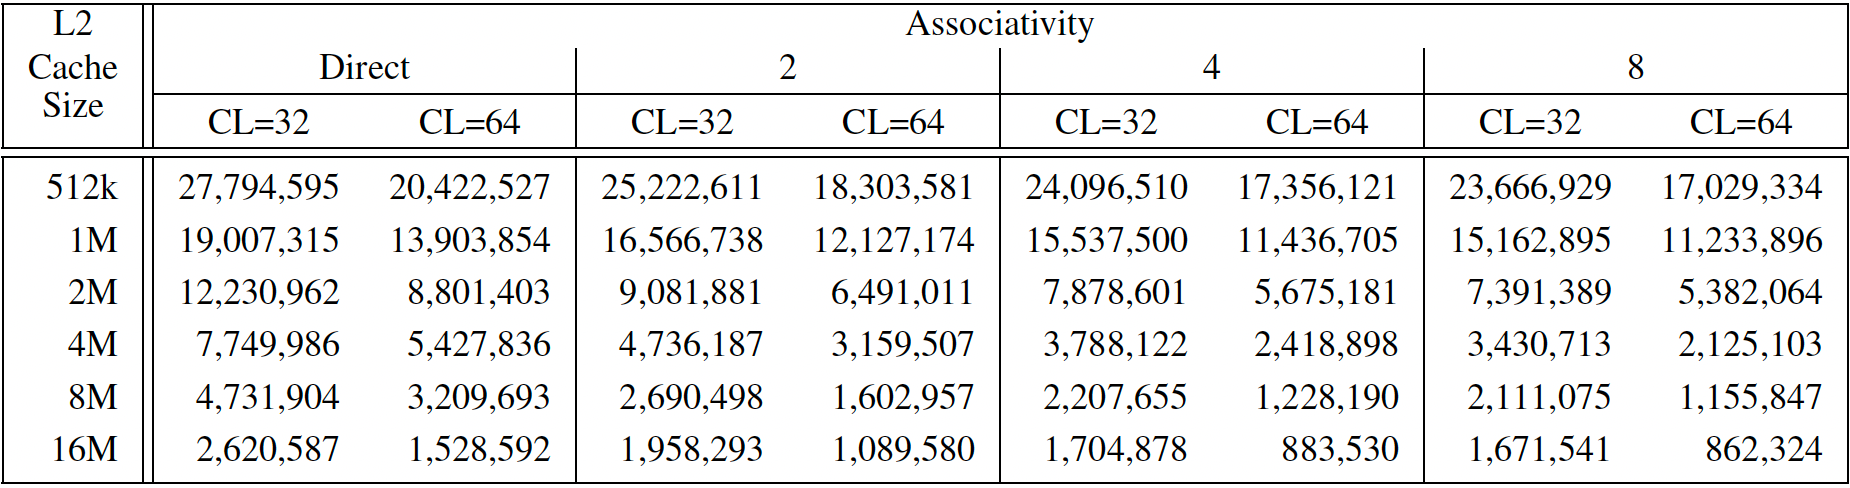 L2 Associativity
Cache Direct 2 4 8
Size CL=32 CL=64 CL=32 CL=64 CL=32 CL=64 CL=32 CL=64
512k 27,794,595 20,422,527 25,222,611 18,303,581 24,096,510 17,356,121 23,666,929 17,029,334
1M 19,007,315 13,903,854 16,566,738 12,127,174 15,537,500 11,436,705 15,162,895 11,233,896
2M 12,230,962 8,801,403 9,081,881 6,491,011 7,878,601 5,675,181 7,391,389 5,382,064
4M 7,749,986 5,427,836 4,736,187 3,159,507 3,788,122 2,418,898 3,430,713 2,125,103
8M 4,731,904 3,209,693 2,690,498 1,602,957 2,207,655 1,228,190 2,111,075 1,155,847
16M 2,620,587 1,528,592 1,958,293 1,089,580 1,704,878 883,530 1,671,541 862,324